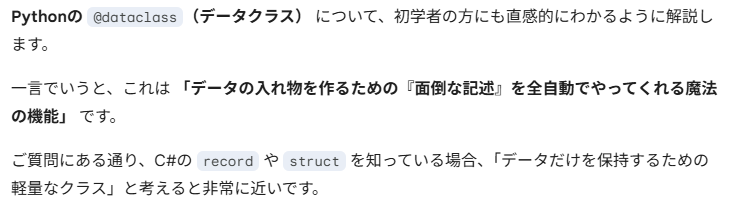 Pythonの @dataclass（データクラス） について、初学者の方にも直感的にわかるように解説し
ます。
一言でいうと、これは 「データの入れ物を作るための『面倒な記述』を全自動でやってくれる魔法
の機能」 です。
ご質問にある通り、C#の record や struct を知っている場合、「データだけを保持するための
軽量なクラス」と考えると非常に近いです。